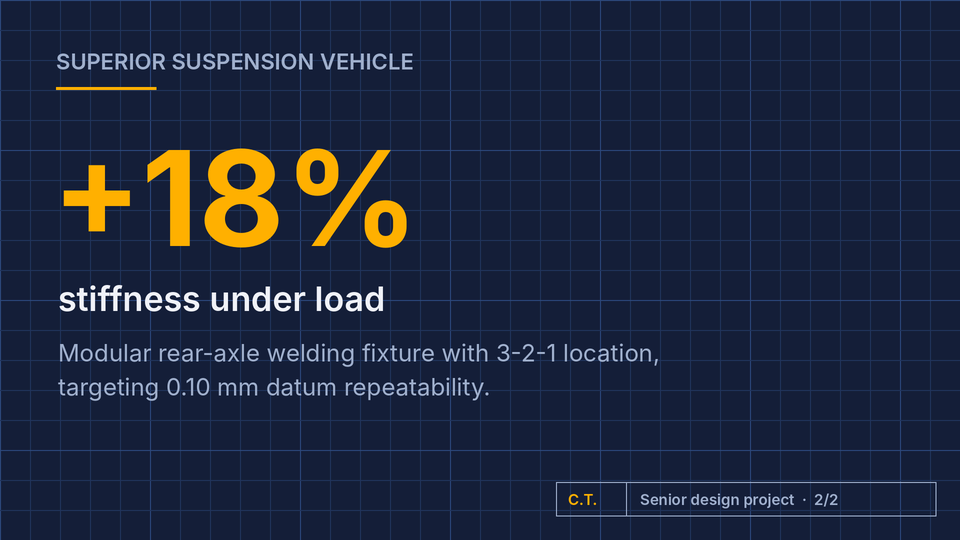 SUPERIOR SUSPENSION VEHICLE
+18%
stiffness under load
Modular rear-axle welding fixture with 3-2-1 location,
targeting 0.10 mm datum repeatability.
C.T. Senior design project · 2/2